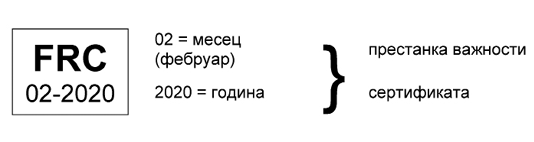 FRC
02-2020
02 = месец
(фебруар)
2020 = година
}
престанка важности
сертификата